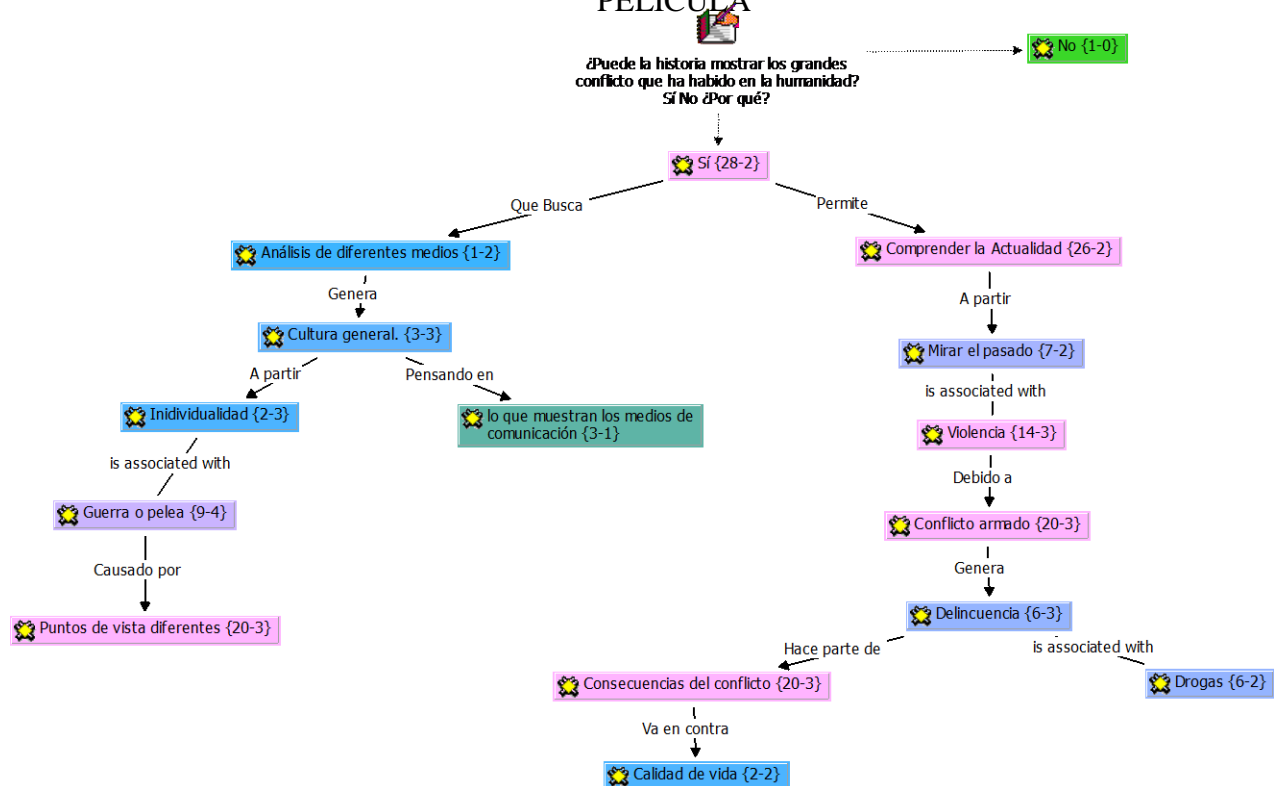 PELICULA
No {1-0}
¿Puede la historia mostrar los grandes
conflicto que ha habido en la humanidad?
Sí No ¿Por qué?
Sí {28-2}
Que Busca
Permite
Análisis de diferentes medios {1-2}
Comprender la Actualidad {26-2}
Genera
A partir
Cultura general. {3-3}
Mirar el pasado {7-2}
A partir
Pensando en
is associated with
Inidividualidad {2-3}
lo que muestran los medios de
comunicación {3-1}
Violencia {14-3}
is associated with
Debido a
Guerra o pelea {9-4}
Conflicto armado {20-3}
Causado por
Genera
Puntos de vista diferentes {20-3}
Delincuencia {6-3}
Hace parte de
is associated with
Consecuencias del conflicto {20-3}
Drogas {6-2}
Va en contra
Calidad de vida {2-2}